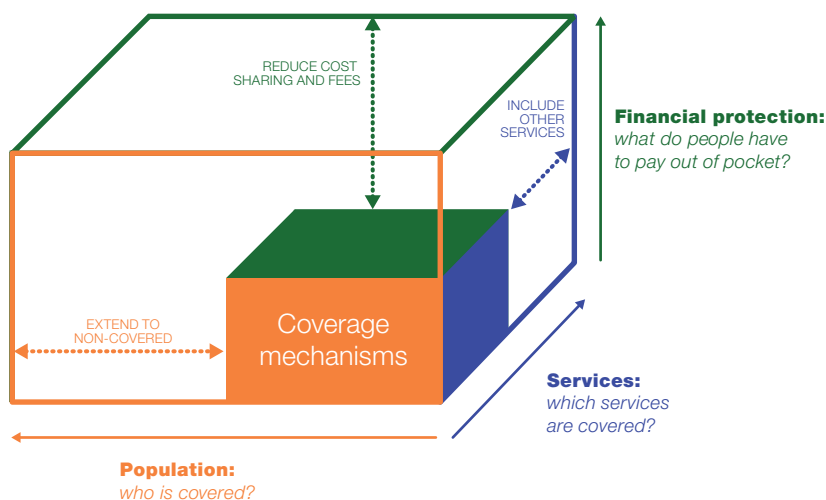 REDUCE COST
SHARING AND FEES
INCLUDE
OTHER
SERVICES
Financial protection:
what do people have
to pay out of pocket?
EXTEND TO
NON-COVERED
Coverage
mechanisms
Services:
which services
are covered?
Population:
who is covered?